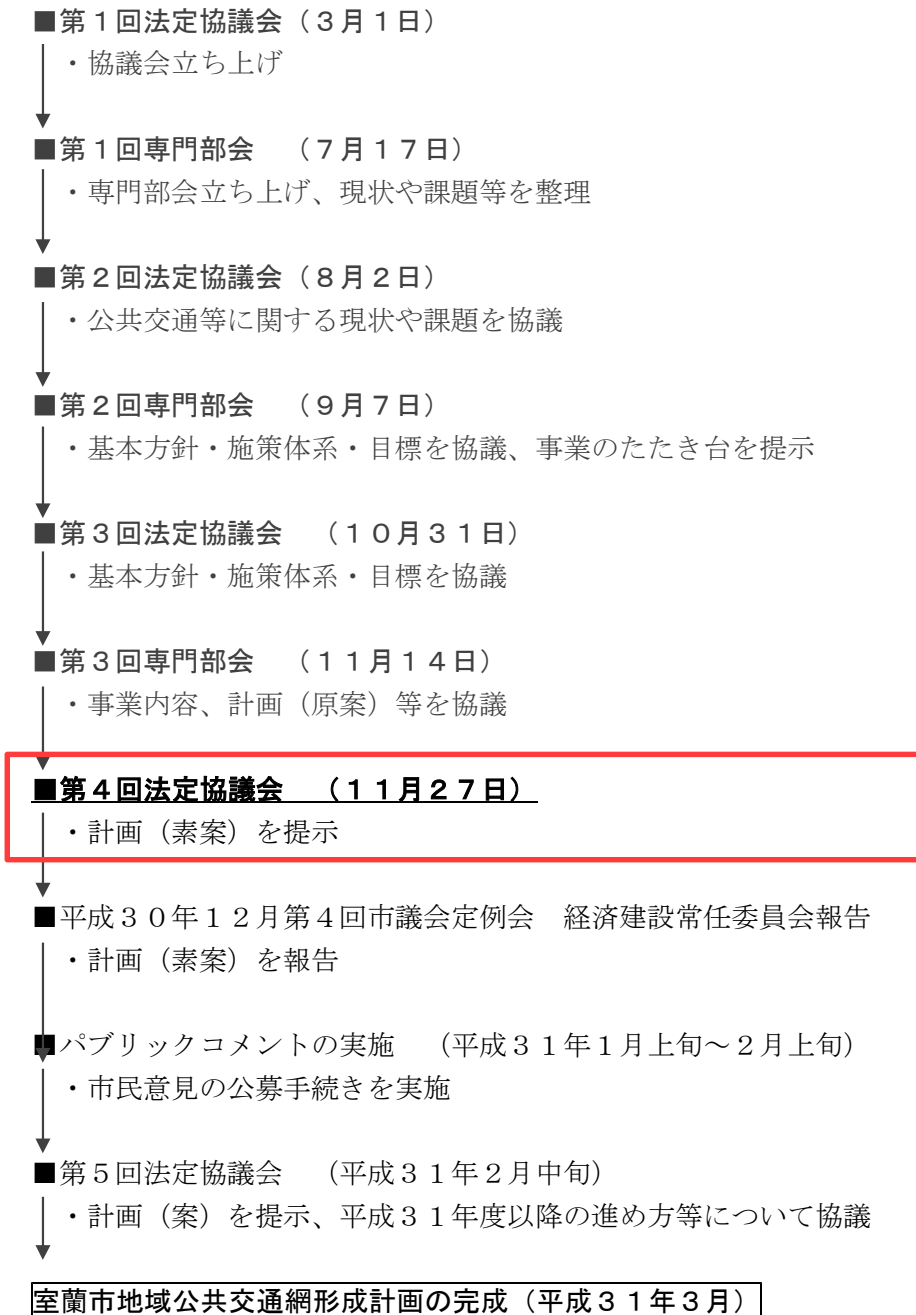 ■第１回法定協議会（３月１日）
・協議会立ち上げ
■第１回専門部会　（７月１７日）
・専門部会立ち上げ、現状や課題等を整理
■第２回法定協議会（８月２日）
・公共交通等に関する現状や課題を協議
■第２回専門部会　（９月７日）
・基本方針・施策体系・目標を協議、事業のたたき台を提示
■第３回法定協議会　（１０月３１日）
・基本方針・施策体系・目標を協議
■第３回専門部会　（１１月１４日）
・事業内容、計画（原案）等を協議
■第４回法定協議会　（１１月２７日）
・計画（素案）を提示
■平成３０年１２月第４回市議会定例会　経済建設常任委員会報告
・計画（素案）を報告
■パブリックコメントの実施　（平成３１年１月上旬～２月上旬）
・市民意見の公募手続きを実施
■第５回法定協議会　（平成３１年２月中旬）
・計画（案）を提示、平成３１年度以降の進め方等について協議
室蘭市地域公共交通網形成計画の完成（平成３１年３月）